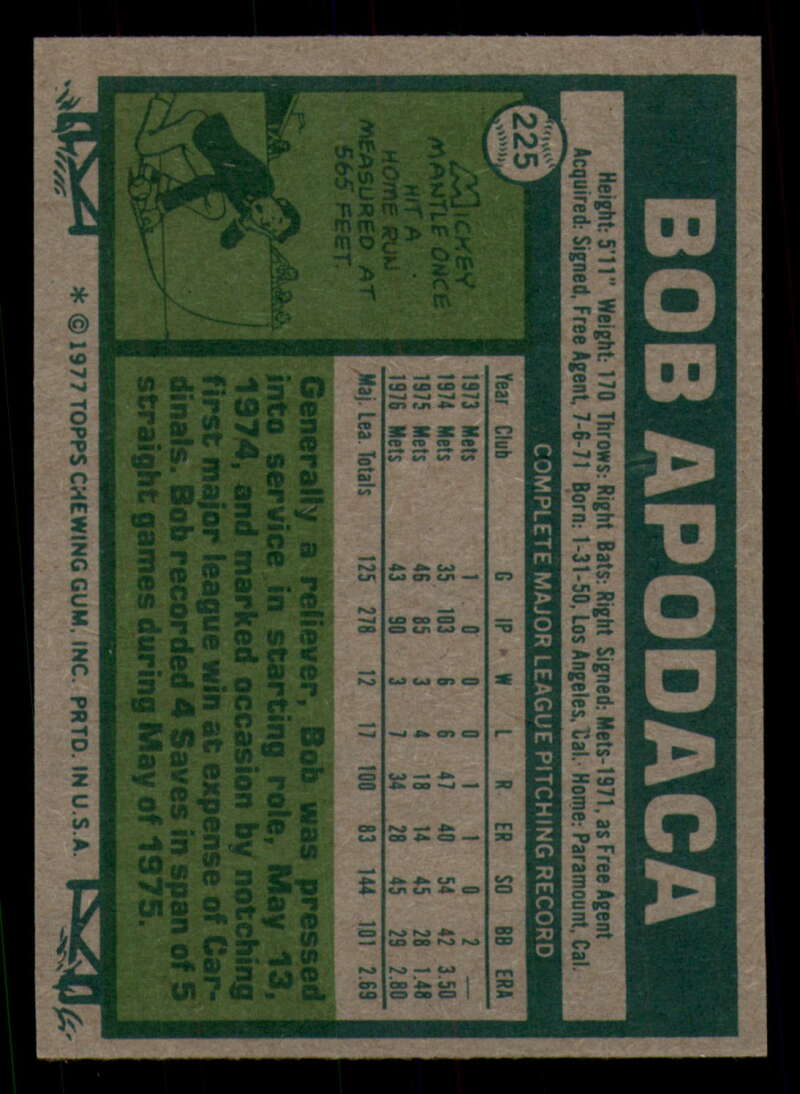 225
BOB APODACA
Height: 5'11" Weight: 170 Throws: Right Bats: Right Signed: Mets-1971, as Free Agent
Acquired: Signed, Free Agent, 7-6-71 Born: 1-31-50, Los Angeles, Cal. Home: Paramount, Cal.
COMPLETE MAJOR LEAGUE PITCHING RECORD
Year Club G IP W L R ER SO BB ERA
1973 Mets 1 0 0 0 1 1 0 2 —
1974 Mets 35 103 6 6 47 40 54 42 3.50
1975 Mets 46 85 3 4 18 14 45 28 1.48
1976 Mets 43 90 3 7 34 28 45 29 2.80
Maj. Lea. Totals 125 278 12 17 100 83 144 101 2.69
MICKEY
MANTLE ONCE
HIT A
HOME RUN
MEASURED AT
565 FEET.
Generally a reliever, Bob was pressed
into service in starting role, May 13,
1974, and marked occasion by notching
first major league win at expense of Car-
dinals. Bob recorded 4 Saves in span of 5
straight games during May of 1975.
* © 1977 TOPPS CHEWING GUM, INC. PRTD. IN U.S.A.